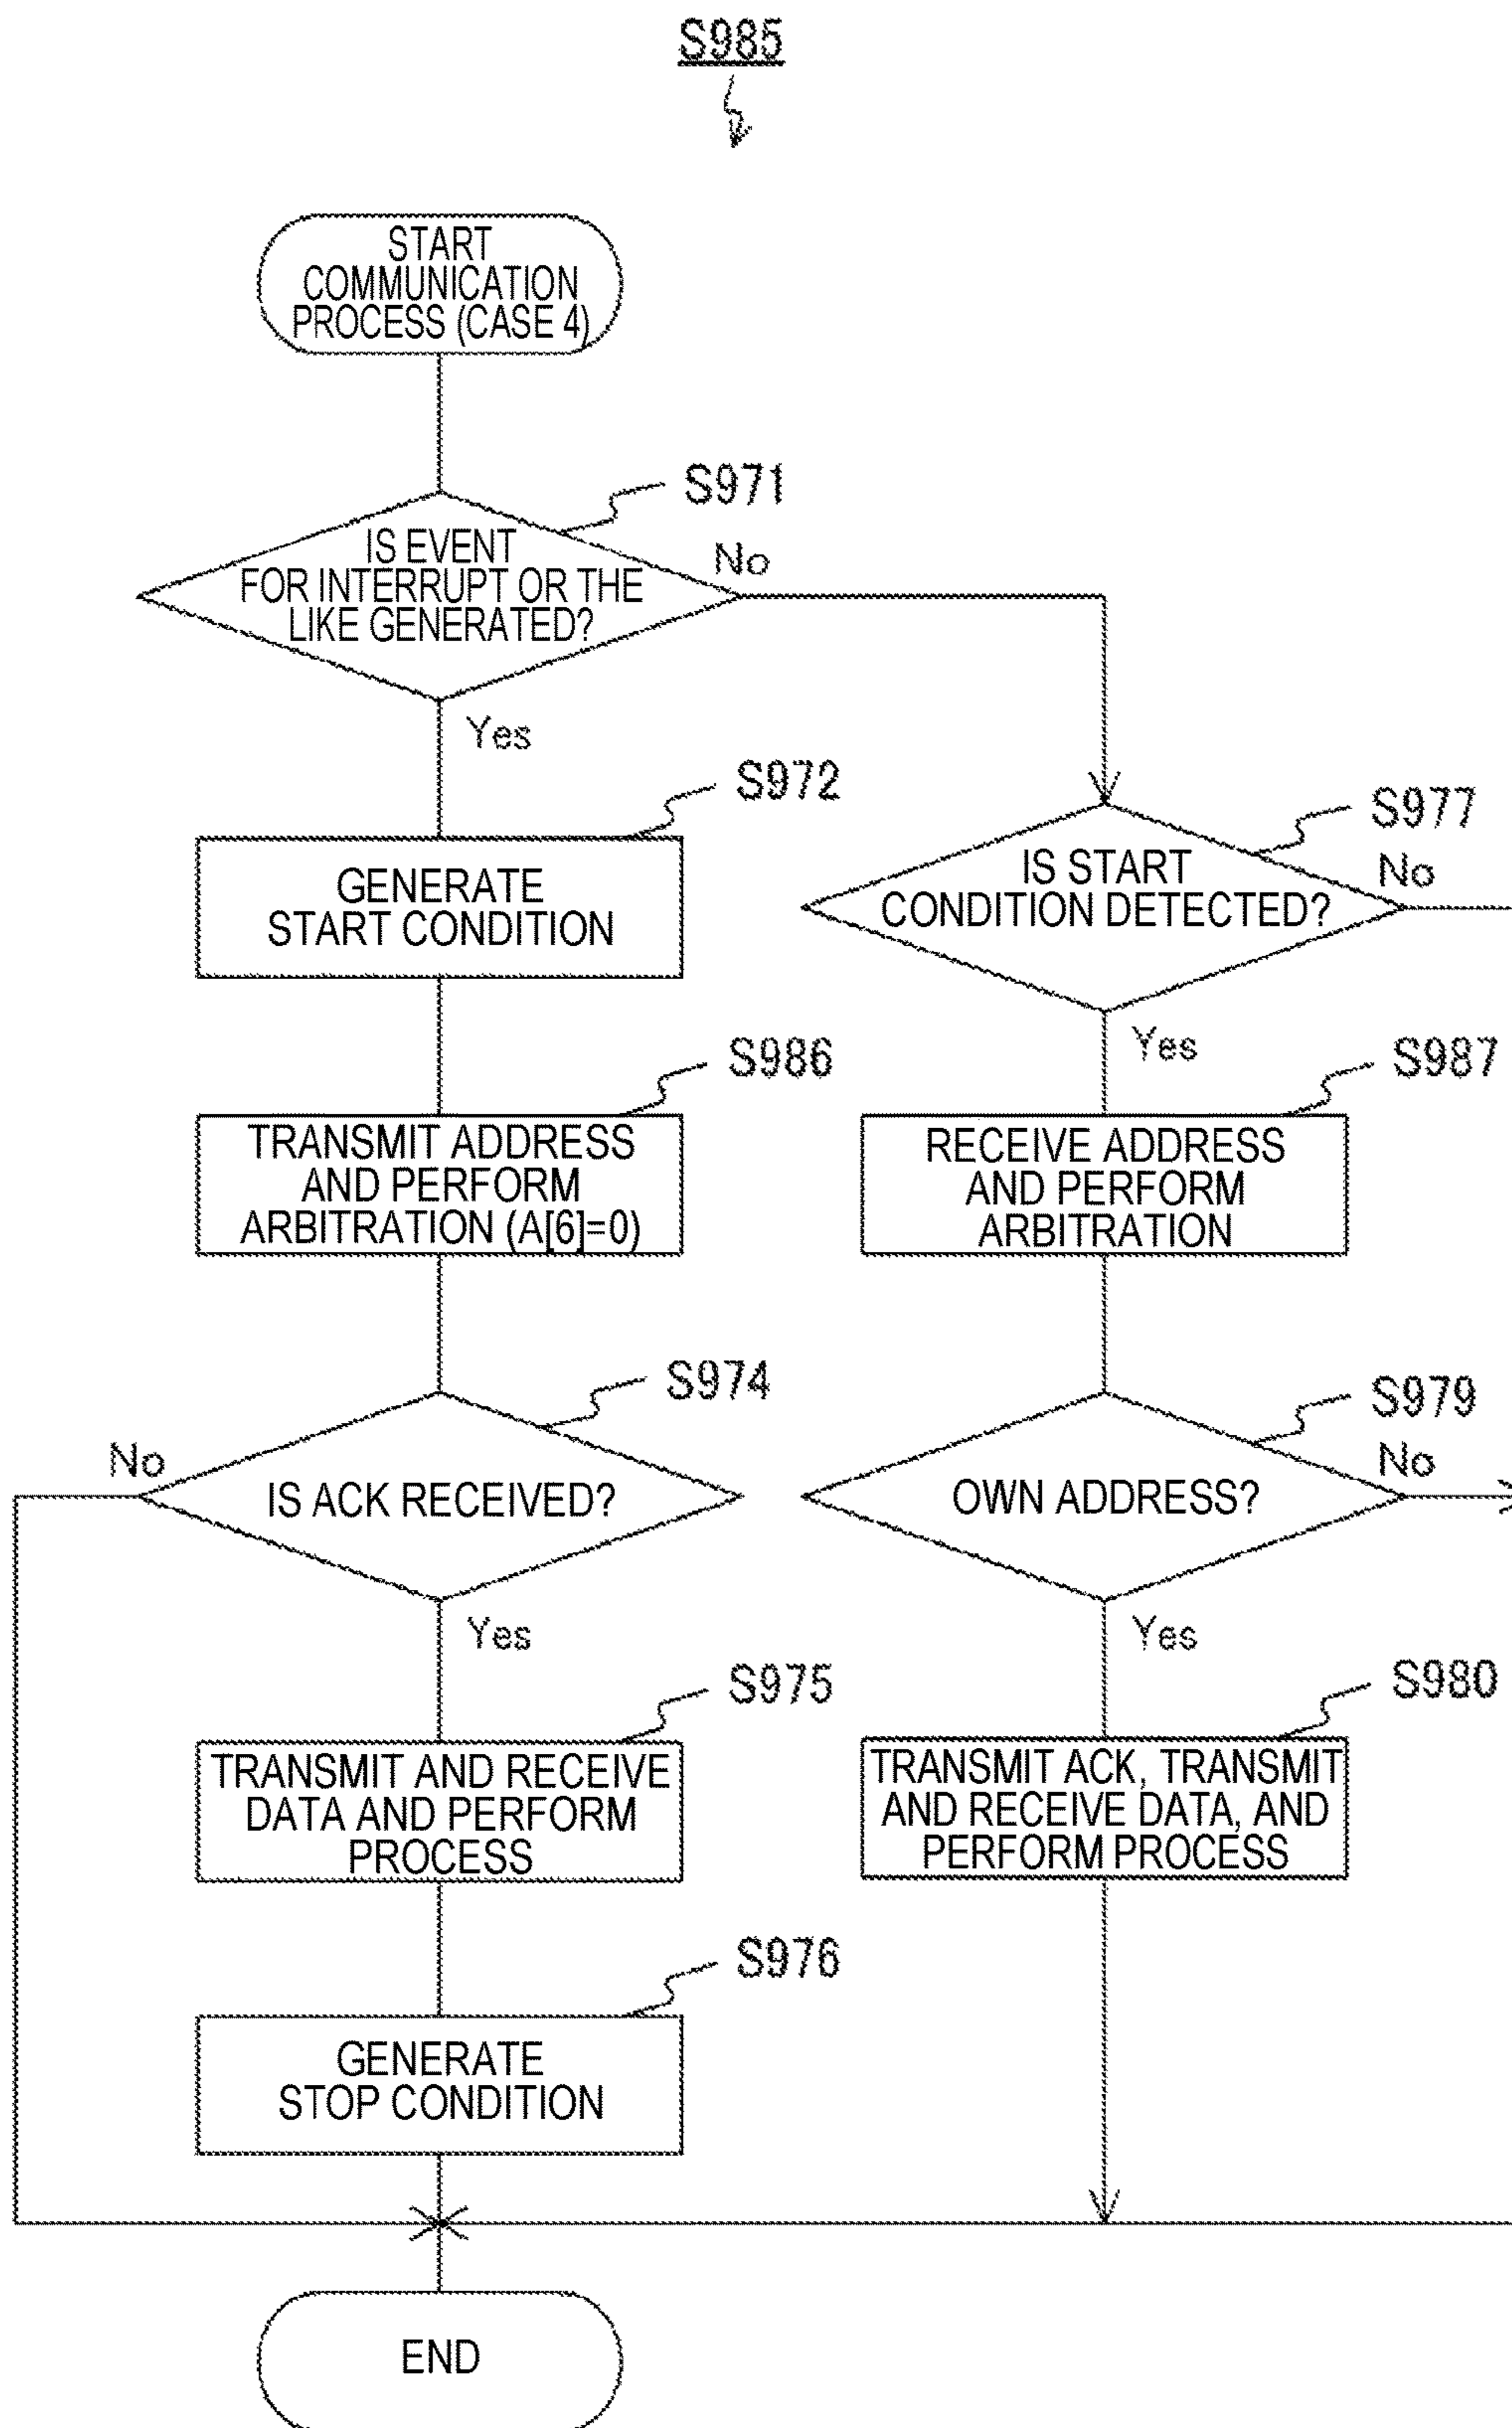 S985
START
COMMUNICATION
PROCESS (CASE 4)
S971
IS EVENT
FOR INTERRUPT OR THE
LIKE GENERATED?
No
Yes
S972
GENERATE
START CONDITION
S977
IS START
CONDITION DETECTED?
No
Yes
S986
TRANSMIT ADDRESS
AND PERFORM
ARBITRATION (A[6]=0)
S987
RECEIVE ADDRESS
AND PERFORM
ARBITRATION
S974
No
IS ACK RECEIVED?
Yes
S979
No
OWN ADDRESS?
Yes
S975
TRANSMIT AND RECEIVE
DATA AND PERFORM
PROCESS
S980
TRANSMIT ACK, TRANSMIT
AND RECEIVE DATA, AND
PERFORM PROCESS
S976
GENERATE
STOP CONDITION
END